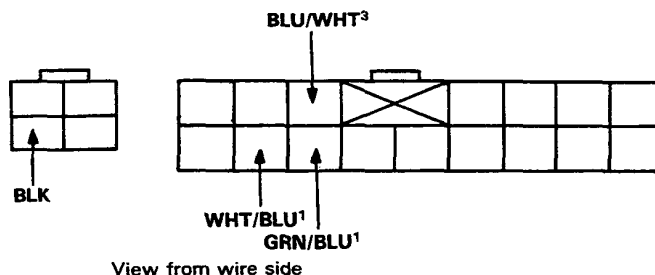 BLU/WHT³
BLK
WHT/BLU¹
GRN/BLU¹
View from wire side